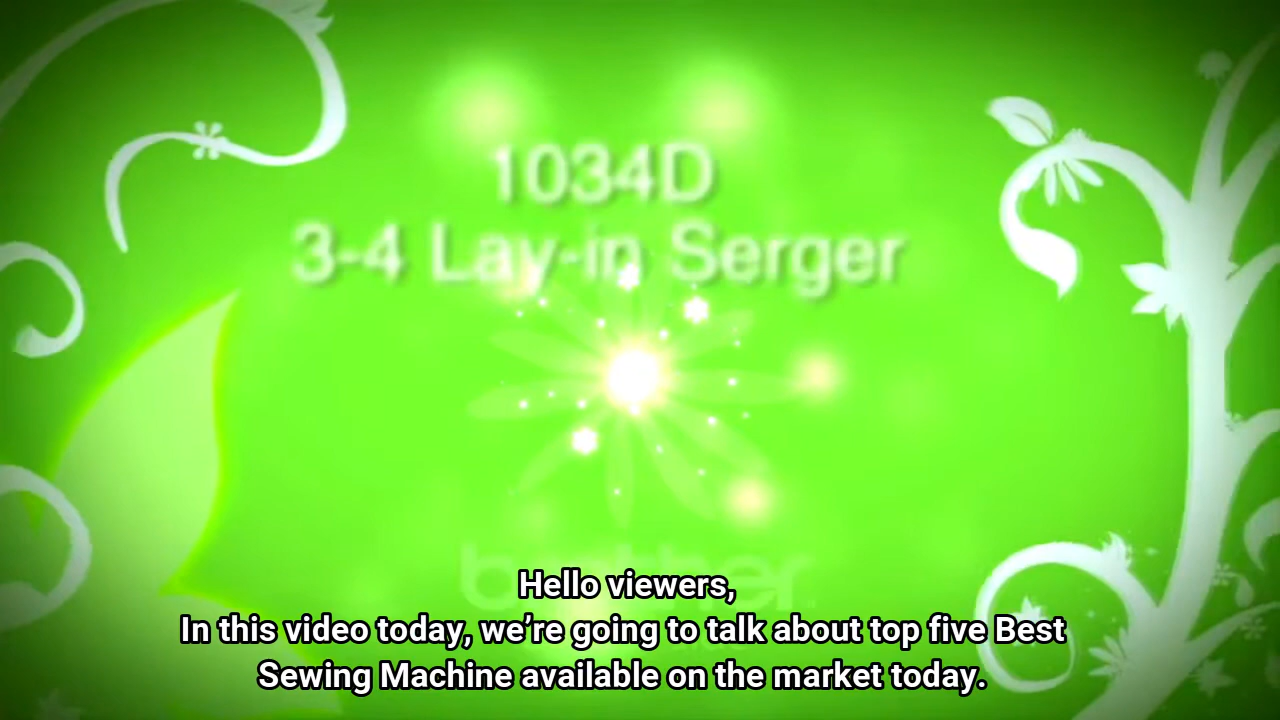 1034D
3-4 Lay-in Serger
brother
Hello viewers,
In this video today, we’re going to talk about top five Best
Sewing Machine available on the market today.